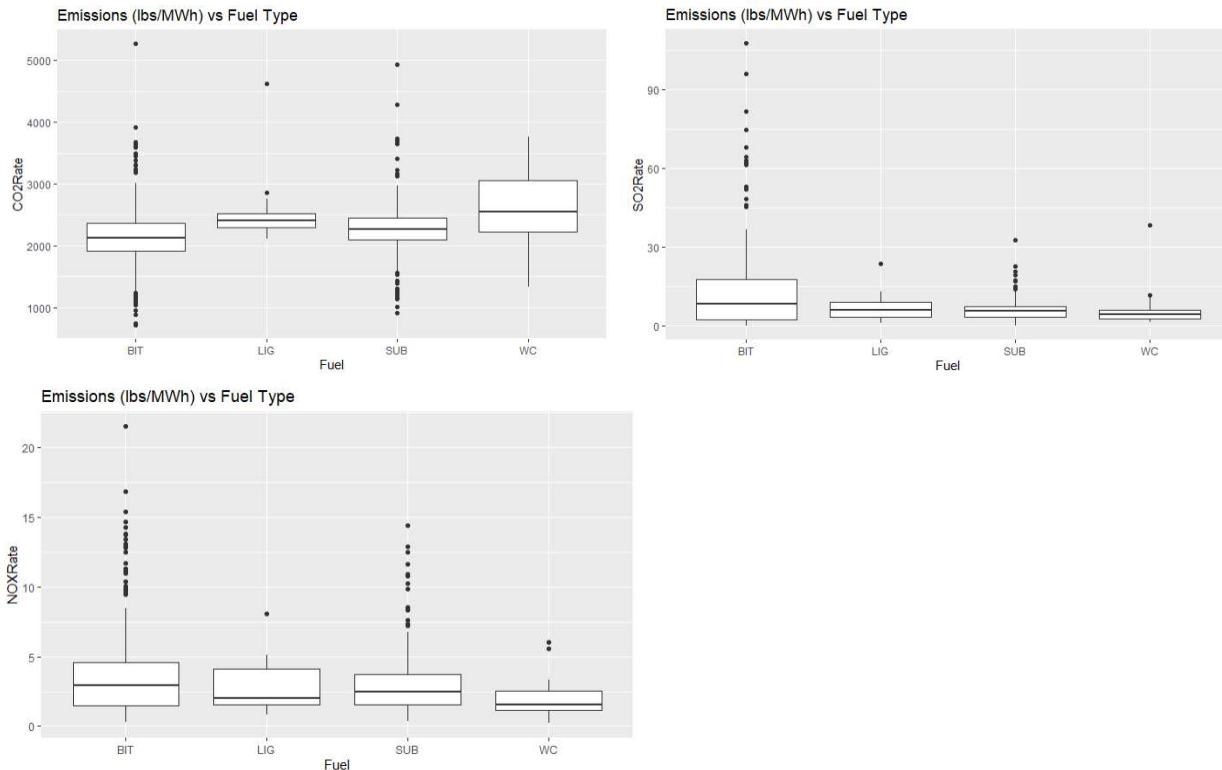 Emissions (lbs/MWh) vs Fuel Type
5000
4000
3000
2000
1000
CO2Rate
BIT LIG SUB WC
Fuel
Emissions (lbs/MWh) vs Fuel Type
90
60
30
0
SO2Rate
BIT LIG SUB WC
Fuel
Emissions (lbs/MWh) vs Fuel Type
20
15
10
5
0
NOXRate
BIT LIG SUB WC
Fuel